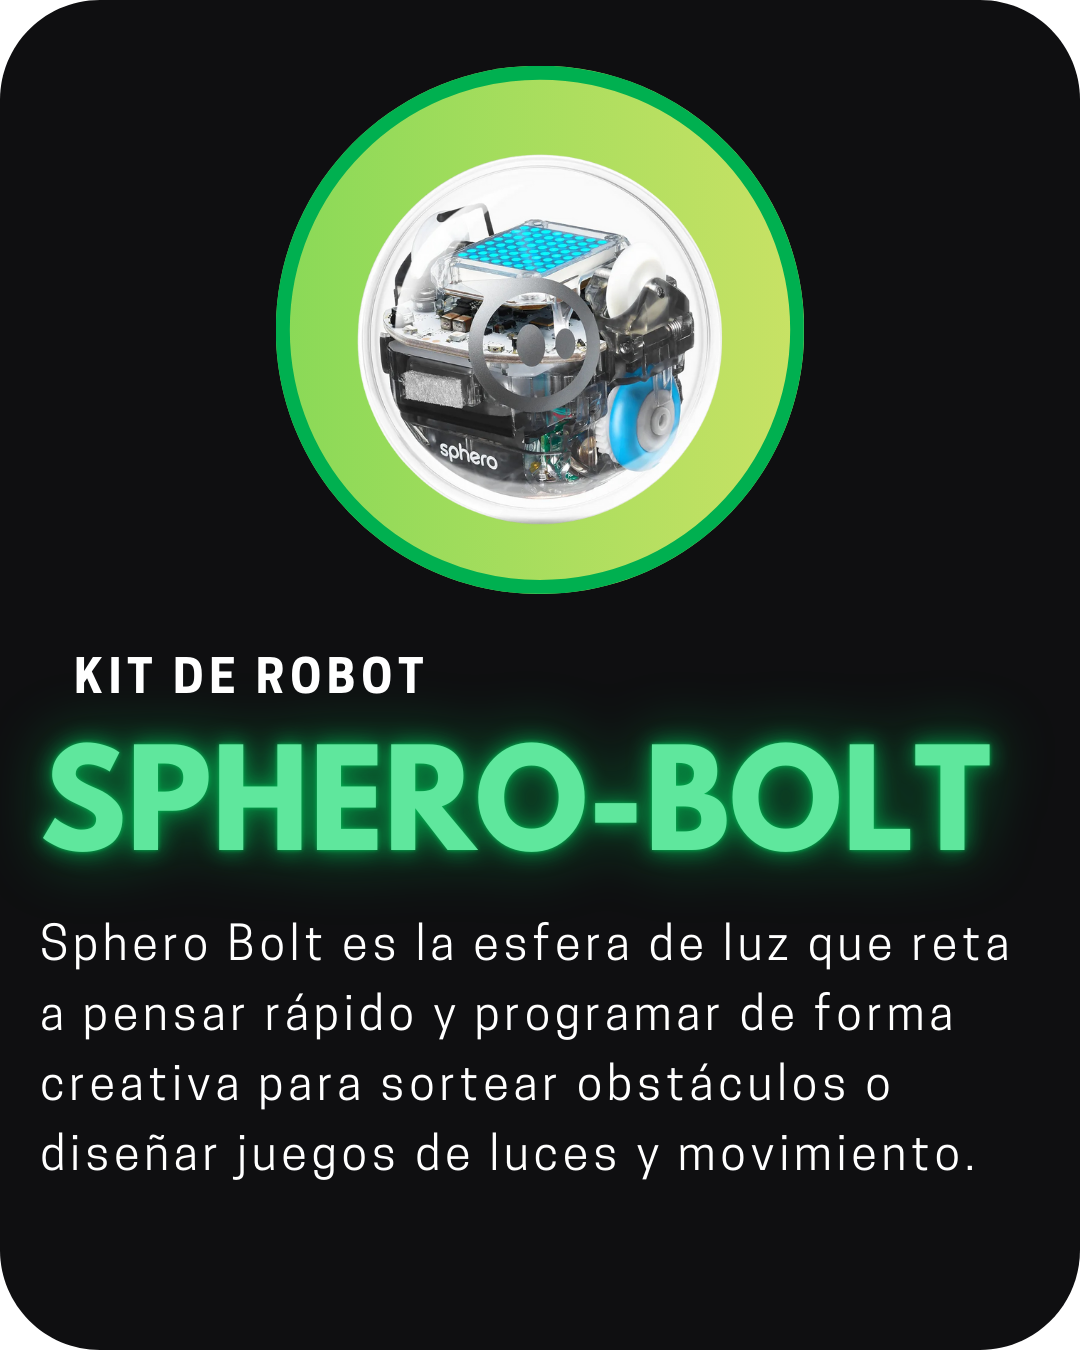 sphero
KIT DE ROBOT
SPHERO-BOLT
Sphero Bolt es la esfera de luz que reta
a pensar rápido y programar de forma
creativa para sortear obstáculos o
diseñar juegos de luces y movimiento.